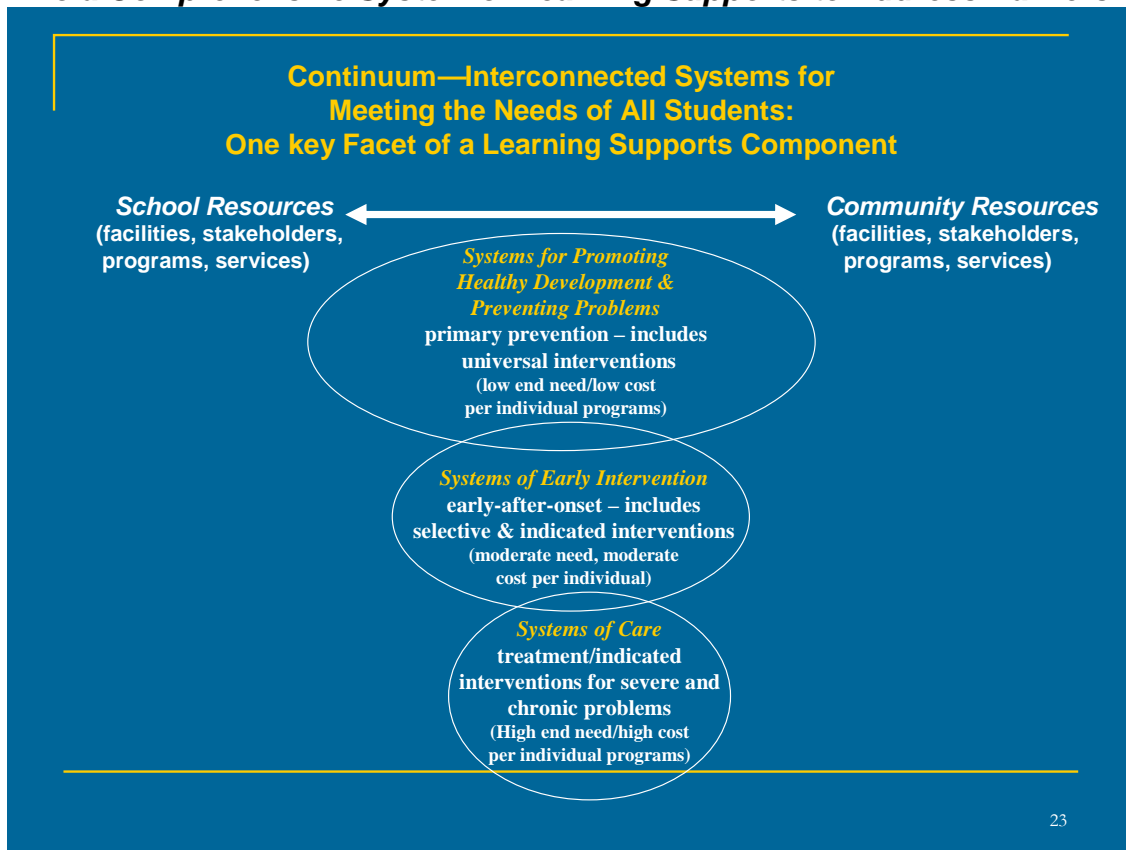 Continuum—Interconnected Systems for
Meeting the Needs of All Students:
One key Facet of a Learning Supports Component
School Resources
(facilities, stakeholders,
programs, services)
Community Resources
(facilities, stakeholders,
programs, services)
Systems for Promoting
Healthy Development &
Preventing Problems
primary prevention – includes
universal interventions
(low end need/low cost
per individual programs)
Systems of Early Intervention
early-after-onset – includes
selective & indicated interventions
(moderate need, moderate
cost per individual)
Systems of Care
treatment/indicated
interventions for severe and
chronic problems
(High end need/high cost
per individual programs)
23